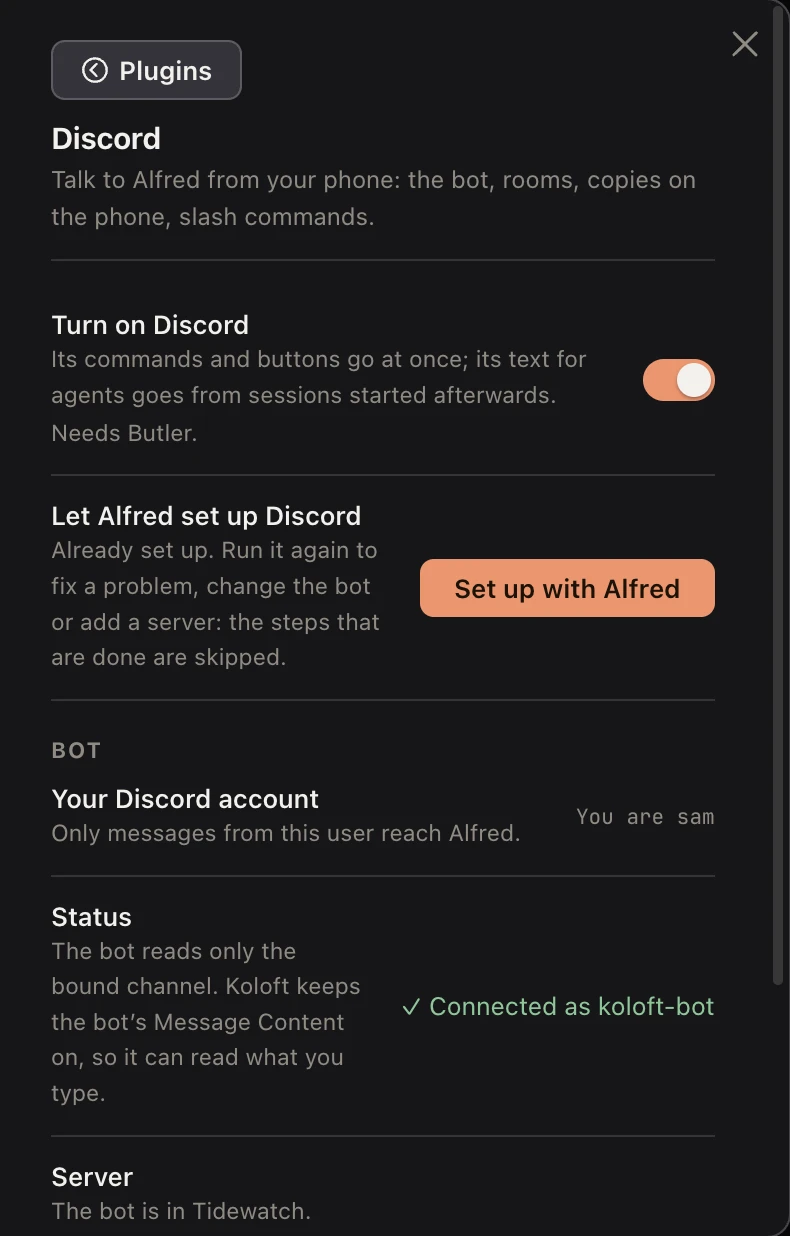 Plugins
Discord
Talk to Alfred from your phone: the bot, rooms, copies on
the phone, slash commands.
Turn on Discord
Its commands and buttons go at once; its text for
agents goes from sessions started afterwards.
Needs Butler.
Let Alfred set up Discord
Already set up. Run it again to
fix a problem, change the bot
or add a server: the steps that
are done are skipped.
Set up with Alfred
BOT
Your Discord account
Only messages from this user reach Alfred.
You are sam
Status
The bot reads only the
bound channel. Koloft keeps
the bot’s Message Content
on, so it can read what you
type.
✓ Connected as koloft-bot
Server
The bot is in Tidewatch.